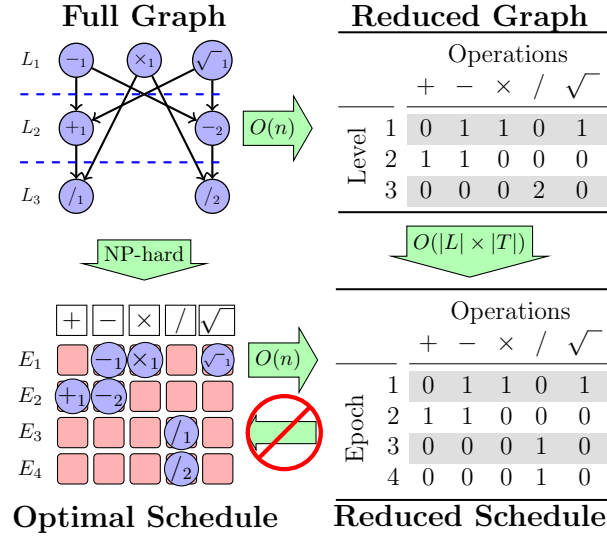 Full Graph
L₁ −₁ ×₁ √₁
L₂ +₁ −₂
L₃ /₁ /₂
O(n)
Reduced Graph
Operations
+ − × / √
Level
1 0 1 1 0 1
2 1 1 0 0 0
3 0 0 0 2 0
NP-hard
O(|L| × |T|)
+ − × / √
E₁ −₁ ×₁ √₁
E₂ +₁ −₂
E₃ /₁
E₄ /₂
Optimal Schedule
O(n)
Operations
+ − × / √
Epoch
1 0 1 1 0 1
2 1 1 0 0 0
3 0 0 0 1 0
4 0 0 0 1 0
Reduced Schedule